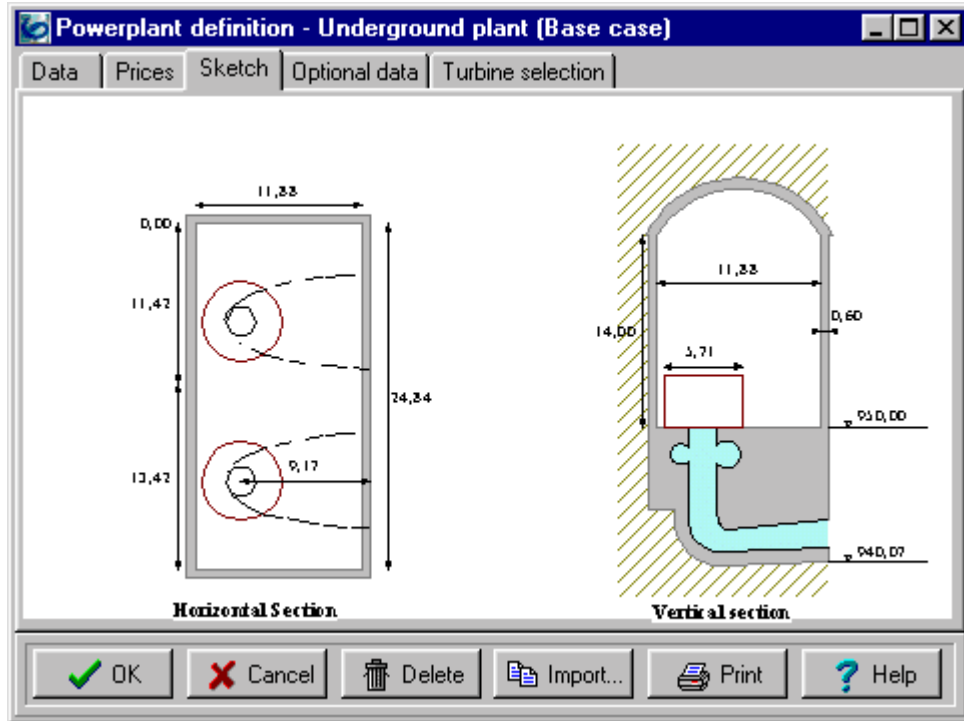 Powerplant definition - Underground plant (Base case)
Data Prices Sketch Optional data Turbine selection
11,88
0,00
11,42
24,84
9,17
13,42
Horizontal Section
11,88
0,60
14,00
5,71
950,00
940,07
Vertical section
OK Cancel Delete Import... Print Help